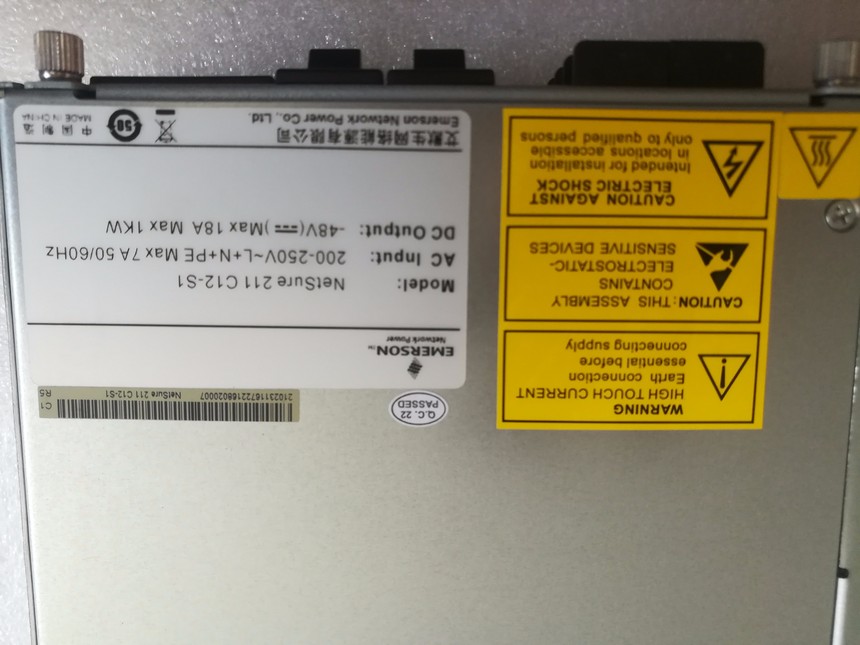 WARNING
HIGH TOUCH CURRENT
Earth connection
essential before
connecting supply
CAUTION: THIS ASSEMBLY
CONTAINS
ELECTROSTATIC-
SENSITIVE DEVICES
CAUTION AGAINST
ELECTRIC SHOCK
Intended for installation
in locations accessible
only to qualified persons
Q.C. 22
PASSED
2102311672216B020007 NetSure 211 C12-S1
C1
R5
EMERSON™
Network Power
Model: NetSure 211 C12-S1
AC Input: 200-250V~L+N+PE Max 7A 50/60Hz
DC Output: -48V(⎓)Max 18A Max 1KW
艾默生网络能源有限公司
Emerson Network Power Co., Ltd.
50
中国制造
MADE IN CHINA